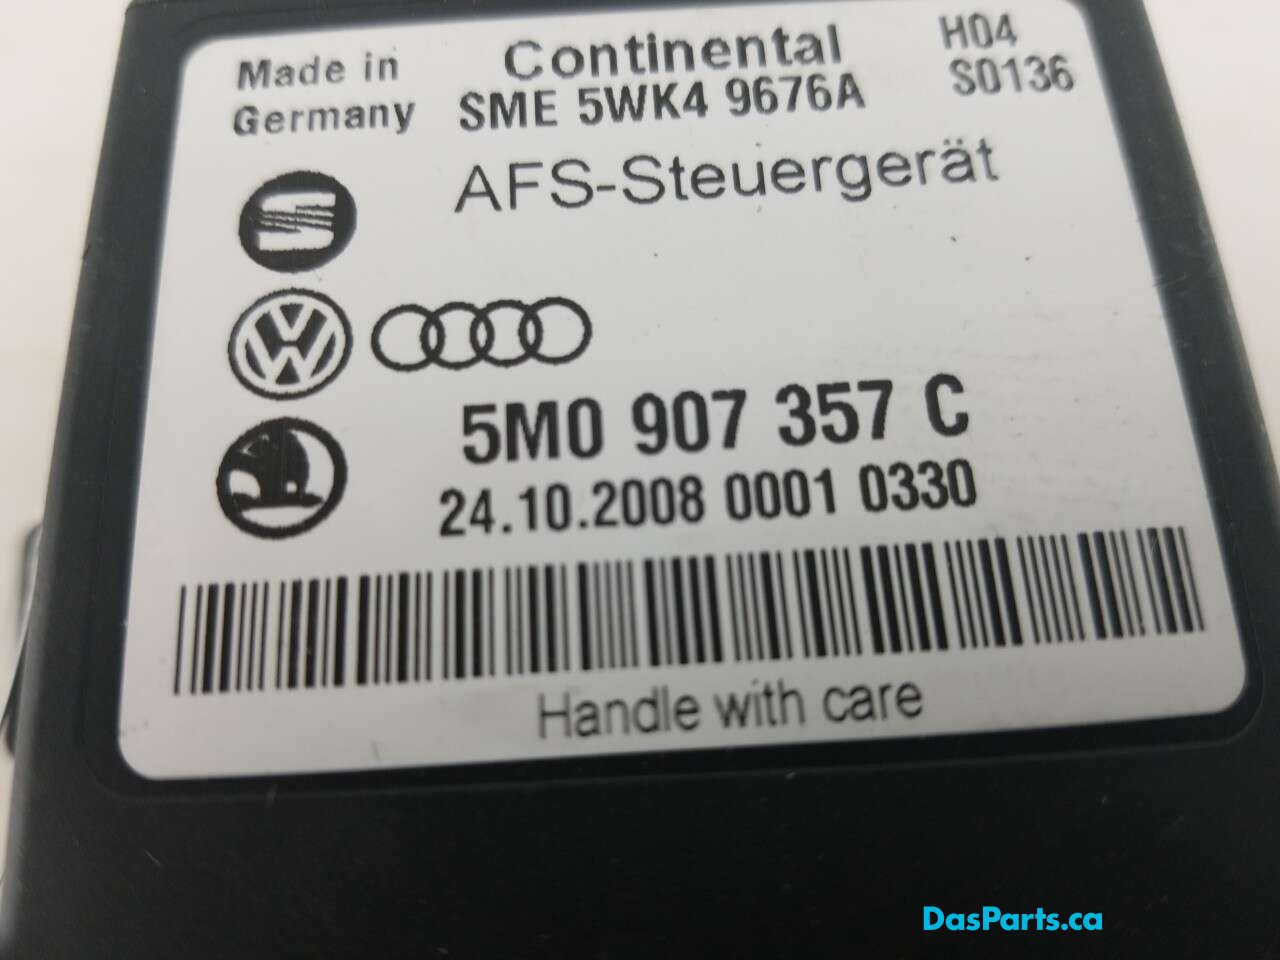 Made in
Germany
Continental
SME 5WK4 9676A
H04
S0136
AFS-Steuergerät
5M0 907 357 C
24.10.2008 0001 0330
Handle with care
DasParts.ca